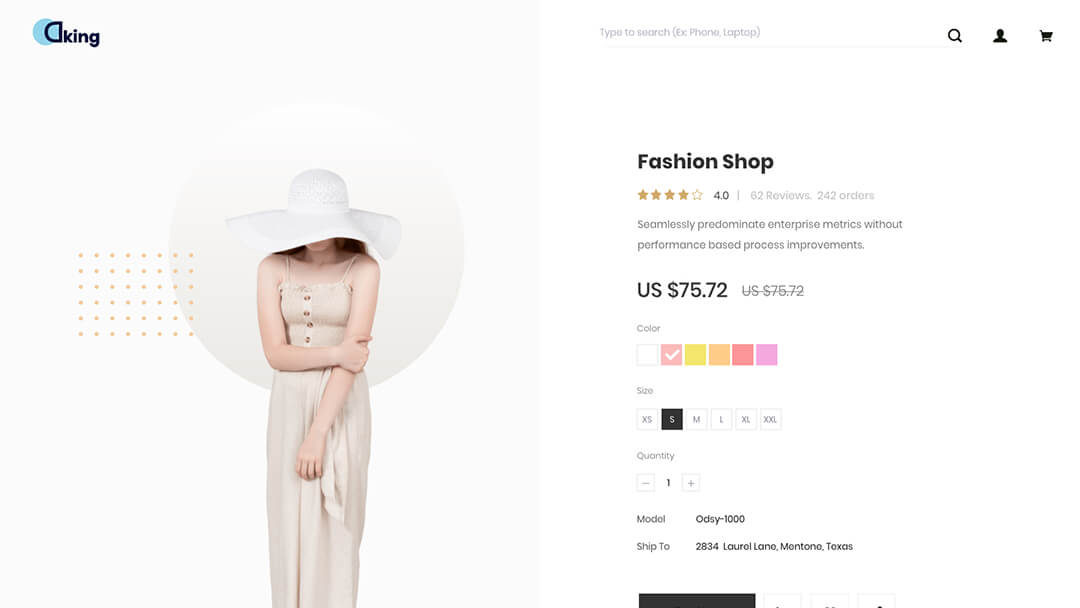 Dking
Type to search (Ex: Phone, Laptop)
Fashion Shop
4.0 | 62 Reviews. 242 orders
Seamlessly predominate enterprise metrics without
performance based process improvements.
US $75.72 US $75.72
Color
Size
XS S M L XL XXL
Quantity
− 1 +
Model Odsy-1000
Ship To 2834 Laurel Lane, Mentone, Texas